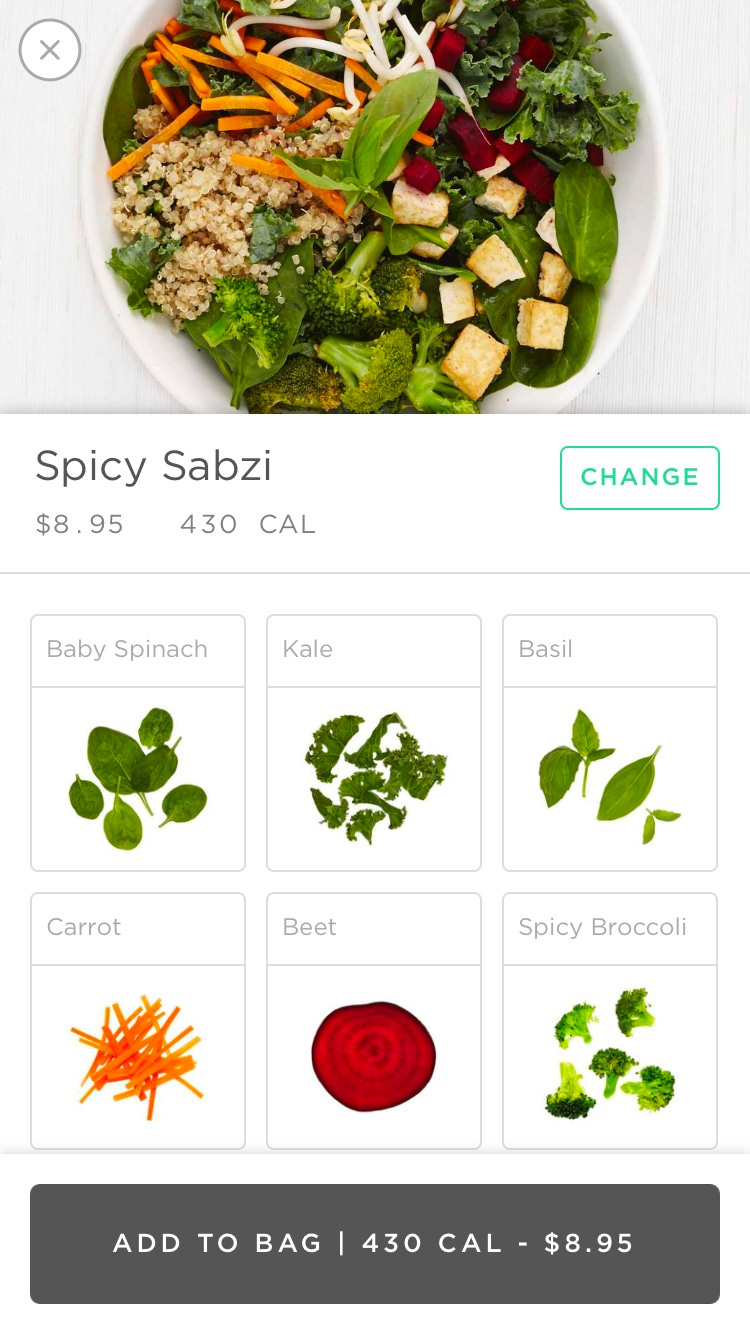 Spicy Sabzi
CHANGE
$8.95 430 CAL
Baby Spinach
Kale
Basil
Carrot
Beet
Spicy Broccoli
ADD TO BAG | 430 CAL - $8.95